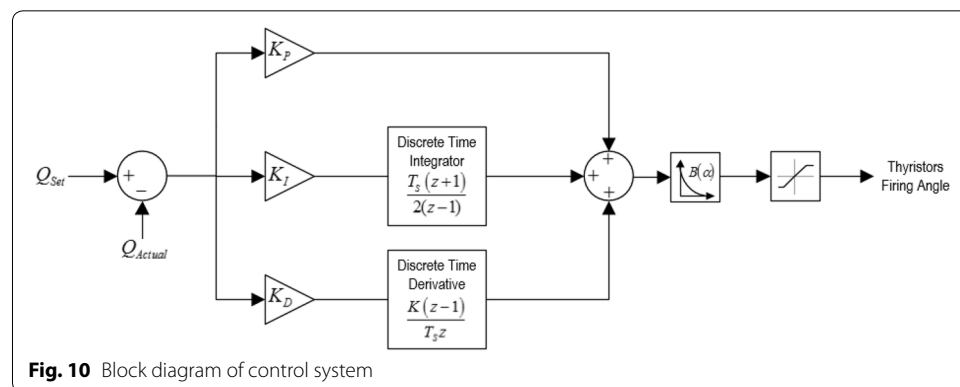 K_P
Discrete Time
Integrator
T_s (z+1)
2(z−1)
K_I
Q_Set
+
−
Q_Actual
+
+
+
B(α)
Thyristors
Firing Angle
Discrete Time
Derivative
K(z−1)
T_s z
K_D
Fig. 10 Block diagram of control system